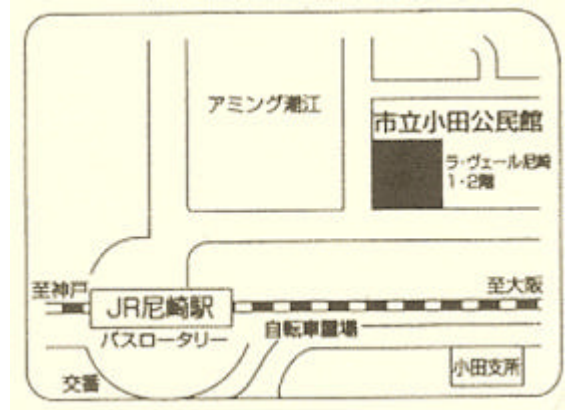 アミング潮江
市立小田公民館
ラ・ヴェール尼崎
1・2階
至神戸
至大阪
JR尼崎駅
バスロータリー
自転車置場
交番
小田支所